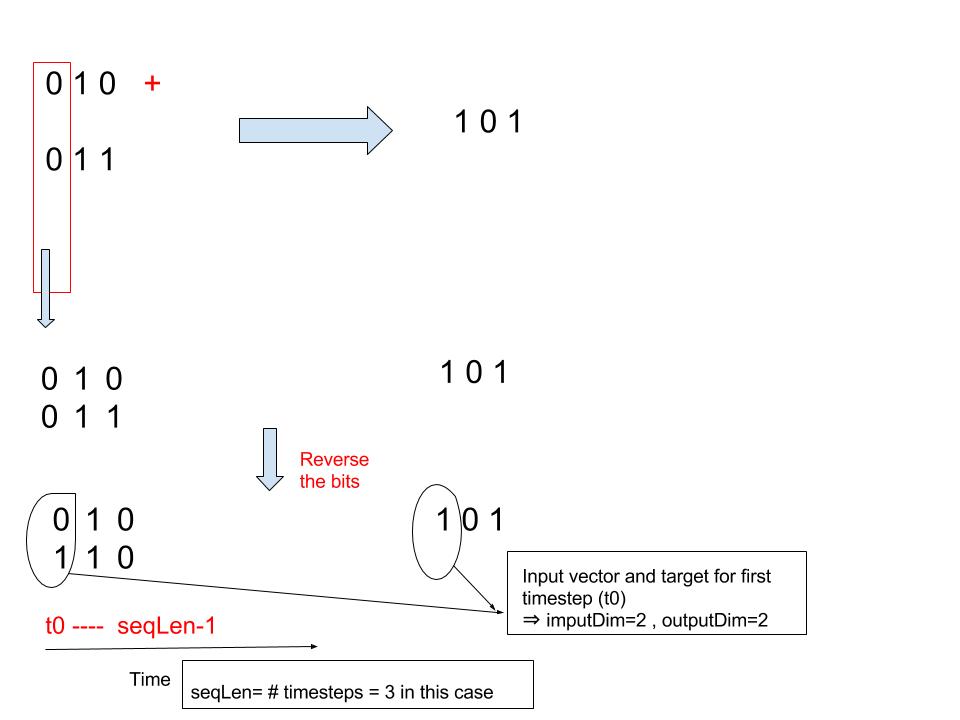 0 1 0 +
1 0 1
0 1 1
0 1 0
1 0 1
0 1 1
Reverse
the bits
0 1 0
1 0 1
1 1 0
Input vector and target for first
timestep (t0)
⇒ imputDim=2 , outputDim=2
t0 ---- seqLen-1
Time
seqLen= # timesteps = 3 in this case